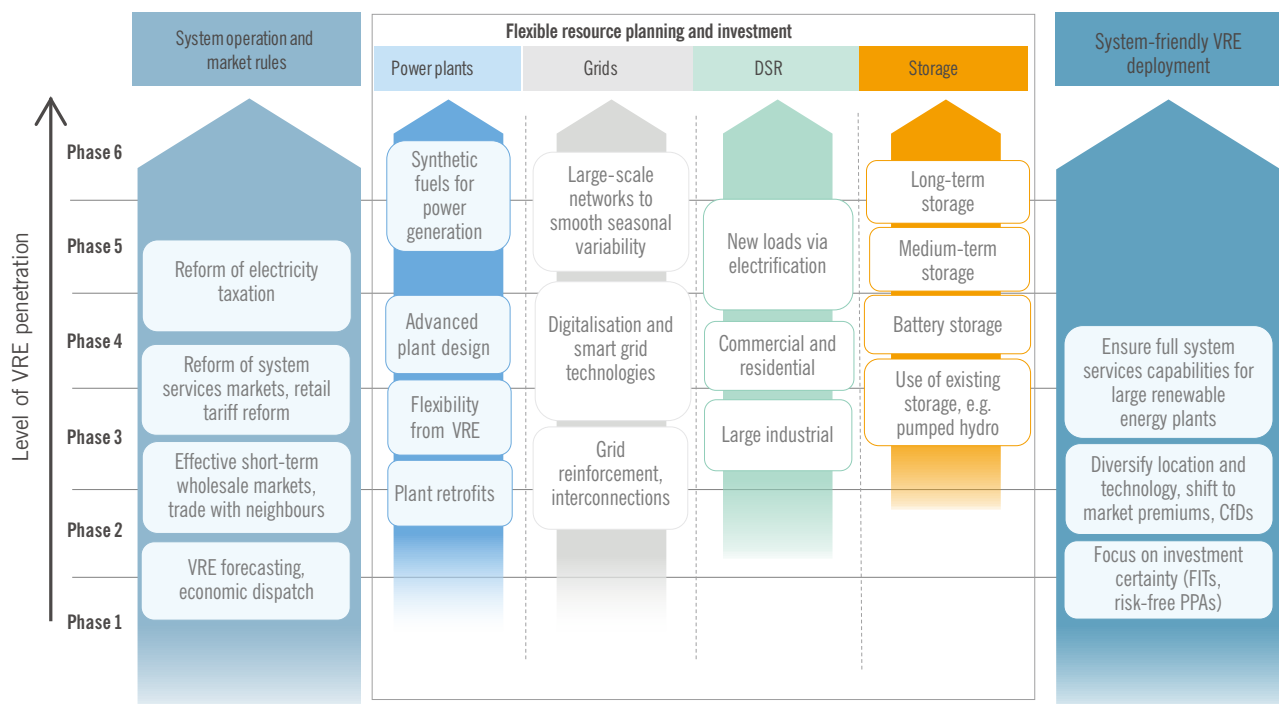 System operation and
market rules
Flexible resource planning and investment
Power plants
Grids
DSR
Storage
System-friendly VRE
deployment
Level of VRE penetration
Phase 6
Phase 5
Phase 4
Phase 3
Phase 2
Phase 1
Reform of electricity
taxation
Reform of system
services markets, retail
tariff reform
Effective short-term
wholesale markets,
trade with neighbours
VRE forecasting,
economic dispatch
Synthetic
fuels for
power
generation
Advanced
plant design
Flexibility
from VRE
Plant retrofits
Large-scale
networks to
smooth seasonal
variability
Digitalisation and
smart grid
technologies
Grid
reinforcement,
interconnections
New loads via
electrification
Commercial and
residential
Large industrial
Long-term
storage
Medium-term
storage
Battery storage
Use of existing
storage, e.g.
pumped hydro
Ensure full system
services capabilities for
large renewable
energy plants
Diversify location and
technology, shift to
market premiums, CfDs
Focus on investment
certainty (FITs,
risk-free PPAs)